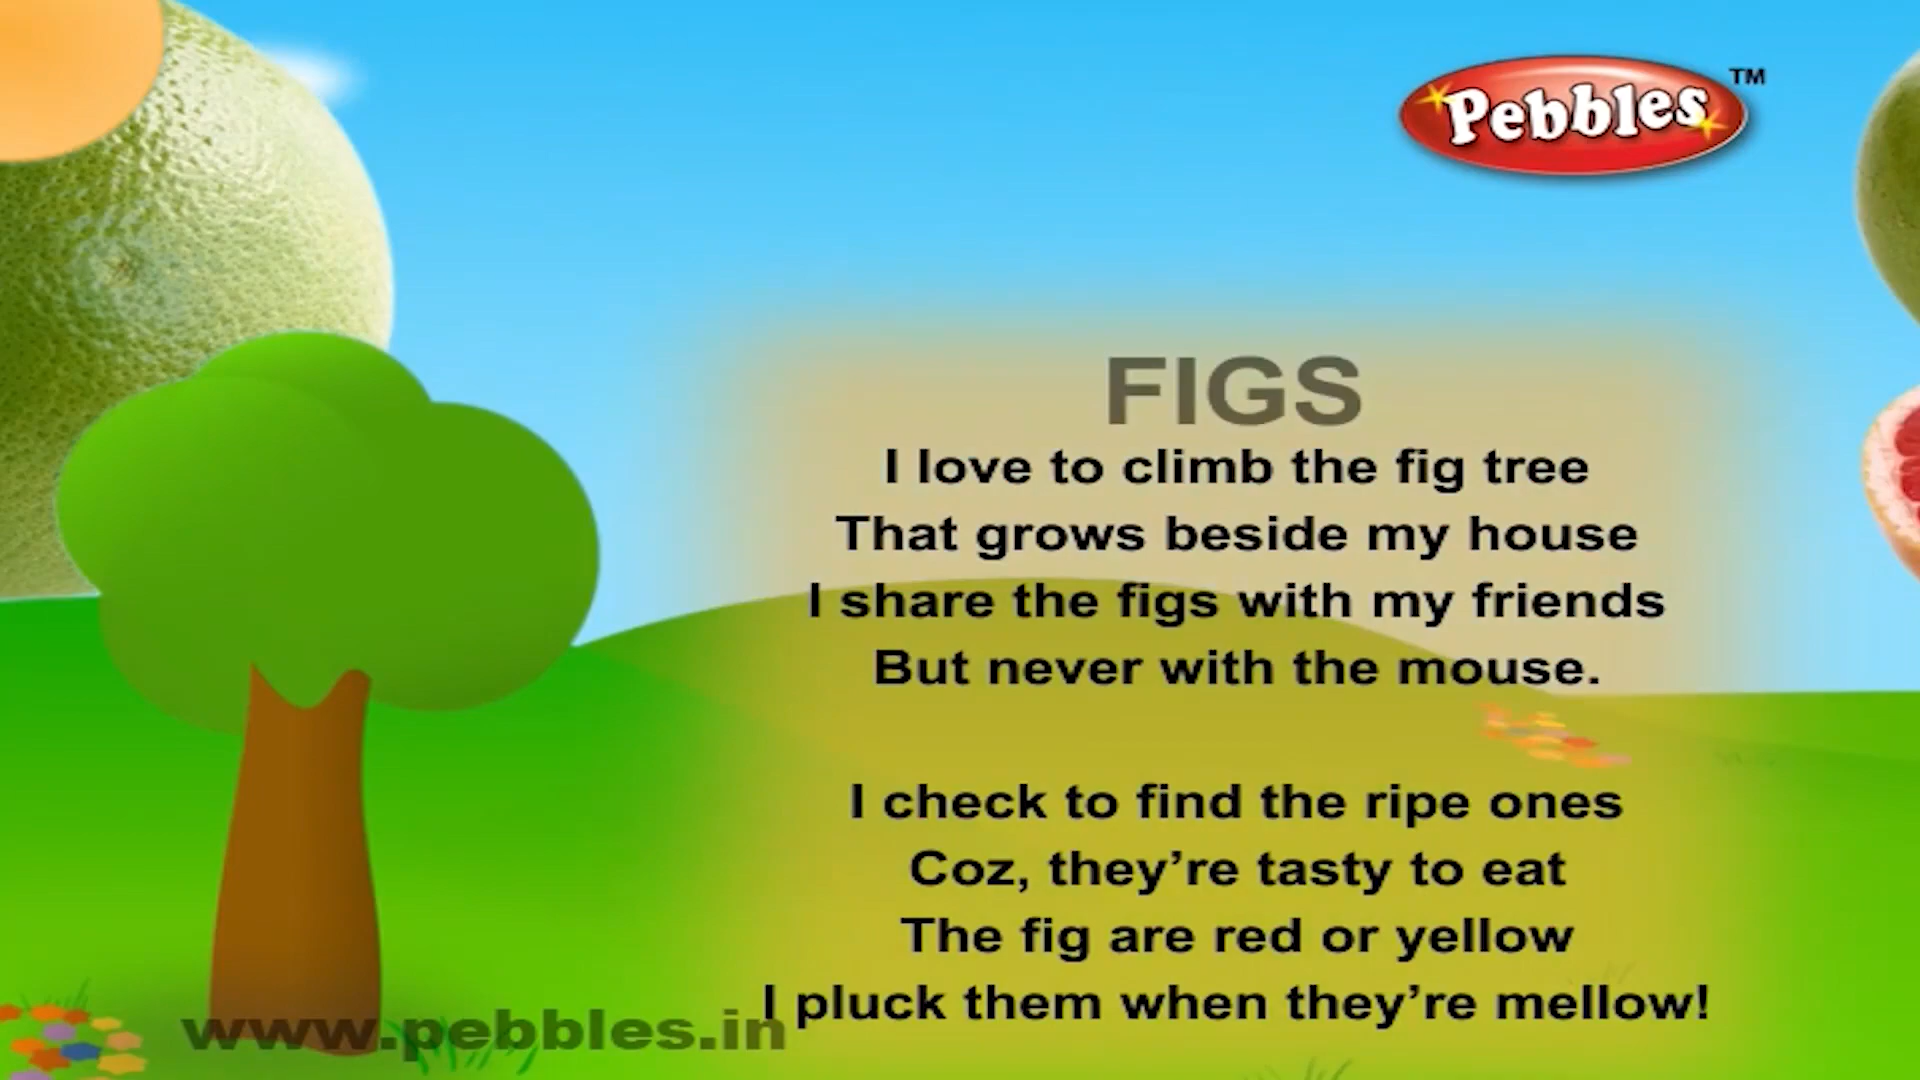 Pebbles TM
FIGS
I love to climb the fig tree
That grows beside my house
I share the figs with my friends
But never with the mouse.
I check to find the ripe ones
Coz, they’re tasty to eat
The fig are red or yellow
I pluck them when they’re mellow!
www.pebbles.in